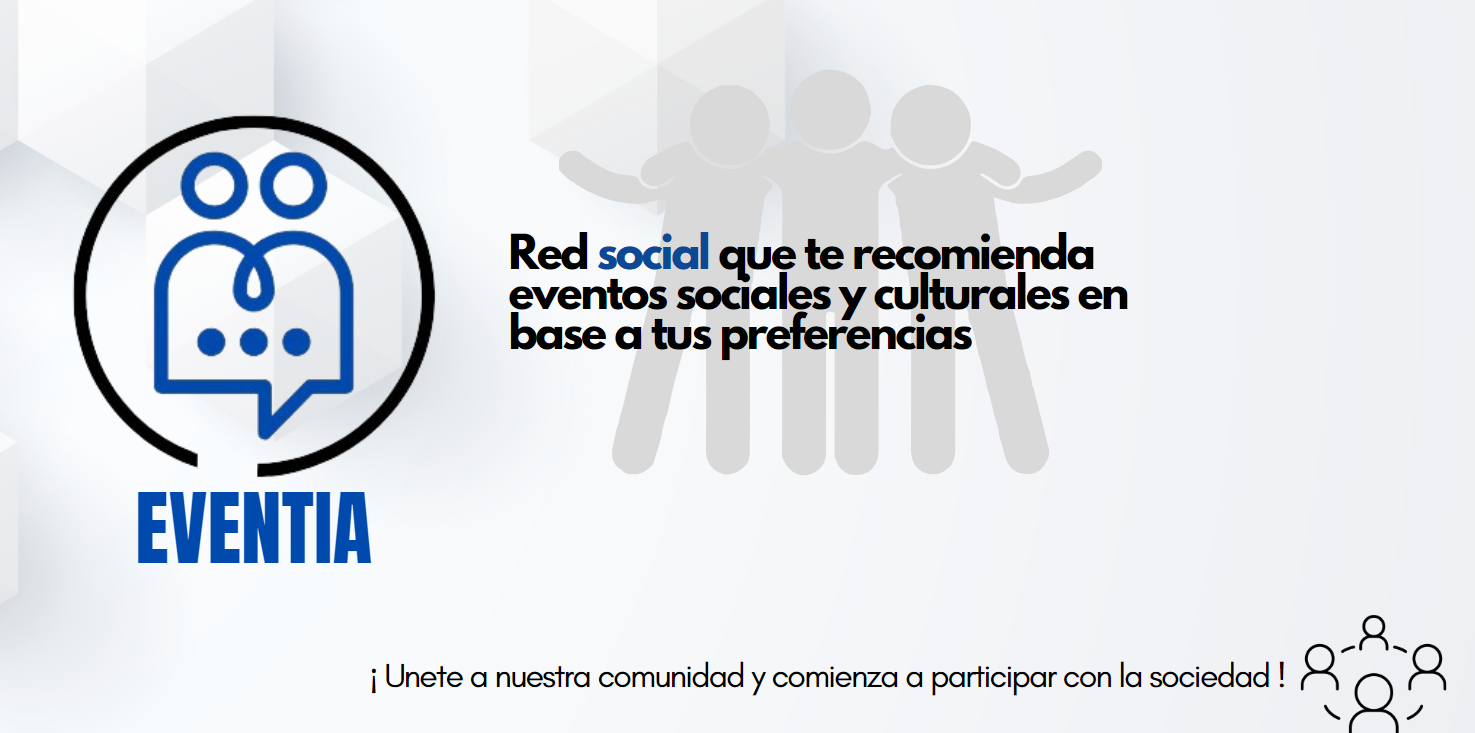 EVENTIA
Red social que te recomienda
eventos sociales y culturales en
base a tus preferencias
¡ Unete a nuestra comunidad y comienza a participar con la sociedad !